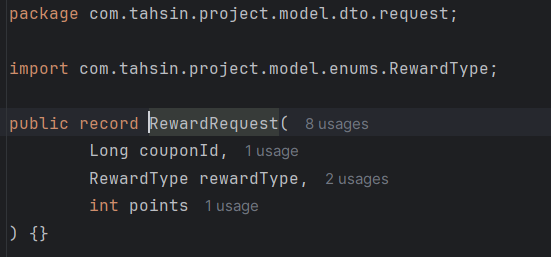 package com.tahsin.project.model.dto.request;
import com.tahsin.project.model.enums.RewardType;
public record RewardRequest( 8 usages
Long couponId, 1 usage
RewardType rewardType, 2 usages
int points 1 usage
) {}